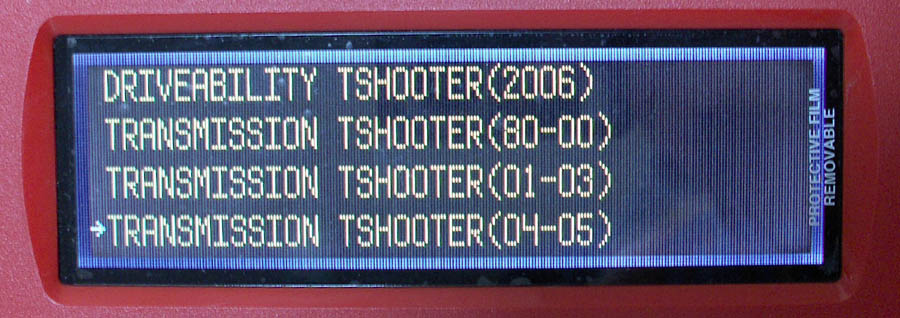 DRIVEABILITY TSHOOTER(2006)
TRANSMISSION TSHOOTER(80-00)
TRANSMISSION TSHOOTER(01-03)
→TRANSMISSION TSHOOTER(04-05)
PROTECTIVE FILM
REMOVABLE